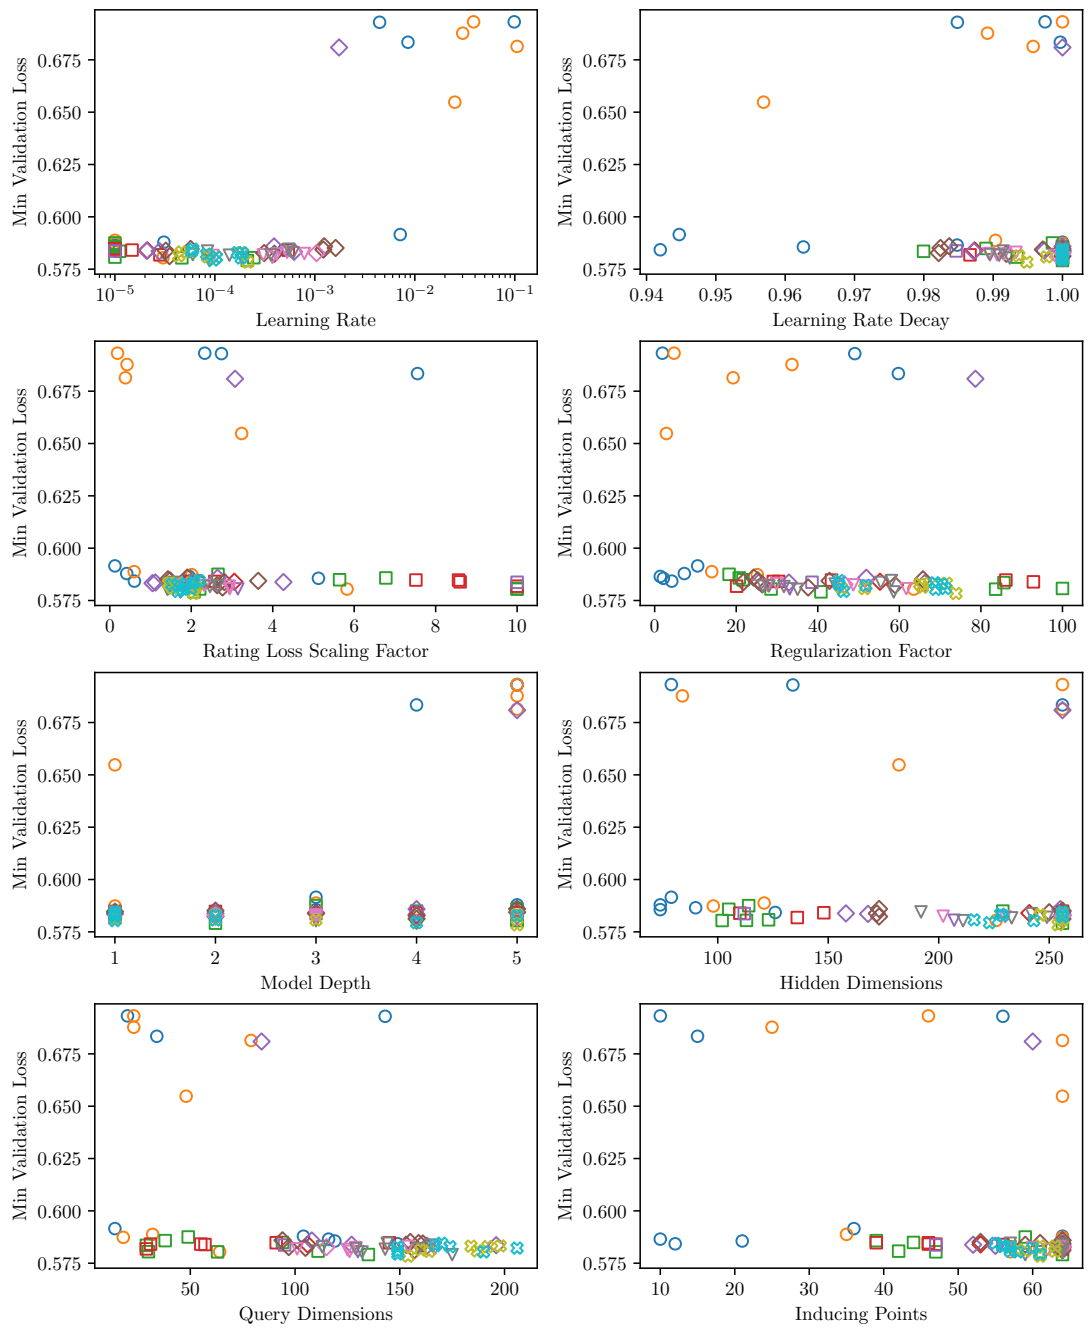 Min Validation Loss
0.675
0.650
0.625
0.600
0.575
10−5 10−4 10−3 10−2 10−1
Learning Rate
Min Validation Loss
0.675
0.650
0.625
0.600
0.575
0.94 0.95 0.96 0.97 0.98 0.99 1.00
Learning Rate Decay
Min Validation Loss
0.675
0.650
0.625
0.600
0.575
0 2 4 6 8 10
Rating Loss Scaling Factor
Min Validation Loss
0.675
0.650
0.625
0.600
0.575
0 20 40 60 80 100
Regularization Factor
Min Validation Loss
0.675
0.650
0.625
0.600
0.575
1 2 3 4 5
Model Depth
Min Validation Loss
0.675
0.650
0.625
0.600
0.575
100 150 200 250
Hidden Dimensions
Min Validation Loss
0.675
0.650
0.625
0.600
0.575
50 100 150 200
Query Dimensions
Min Validation Loss
0.675
0.650
0.625
0.600
0.575
10 20 30 40 50 60
Inducing Points